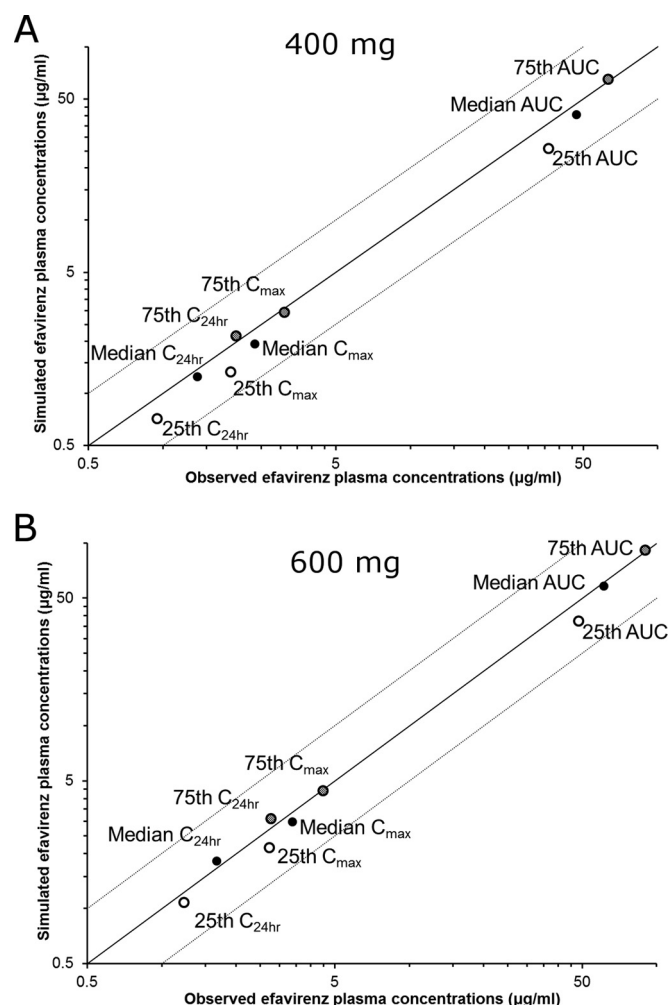 A
400 mg
Simulated efavirenz plasma concentrations (µg/ml)
50
5
0.5
75th AUC
Median AUC
25th AUC
75th Cmax
75th C24hr
Median C24hr
Median Cmax
25th Cmax
25th C24hr
0.5
5
50
Observed efavirenz plasma concentrations (µg/ml)
B
600 mg
Simulated efavirenz plasma concentrations (µg/ml)
50
5
0.5
75th AUC
Median AUC
25th AUC
75th Cmax
75th C24hr
Median C24hr
Median Cmax
25th Cmax
25th C24hr
0.5
5
50
Observed efavirenz plasma concentrations (µg/ml)